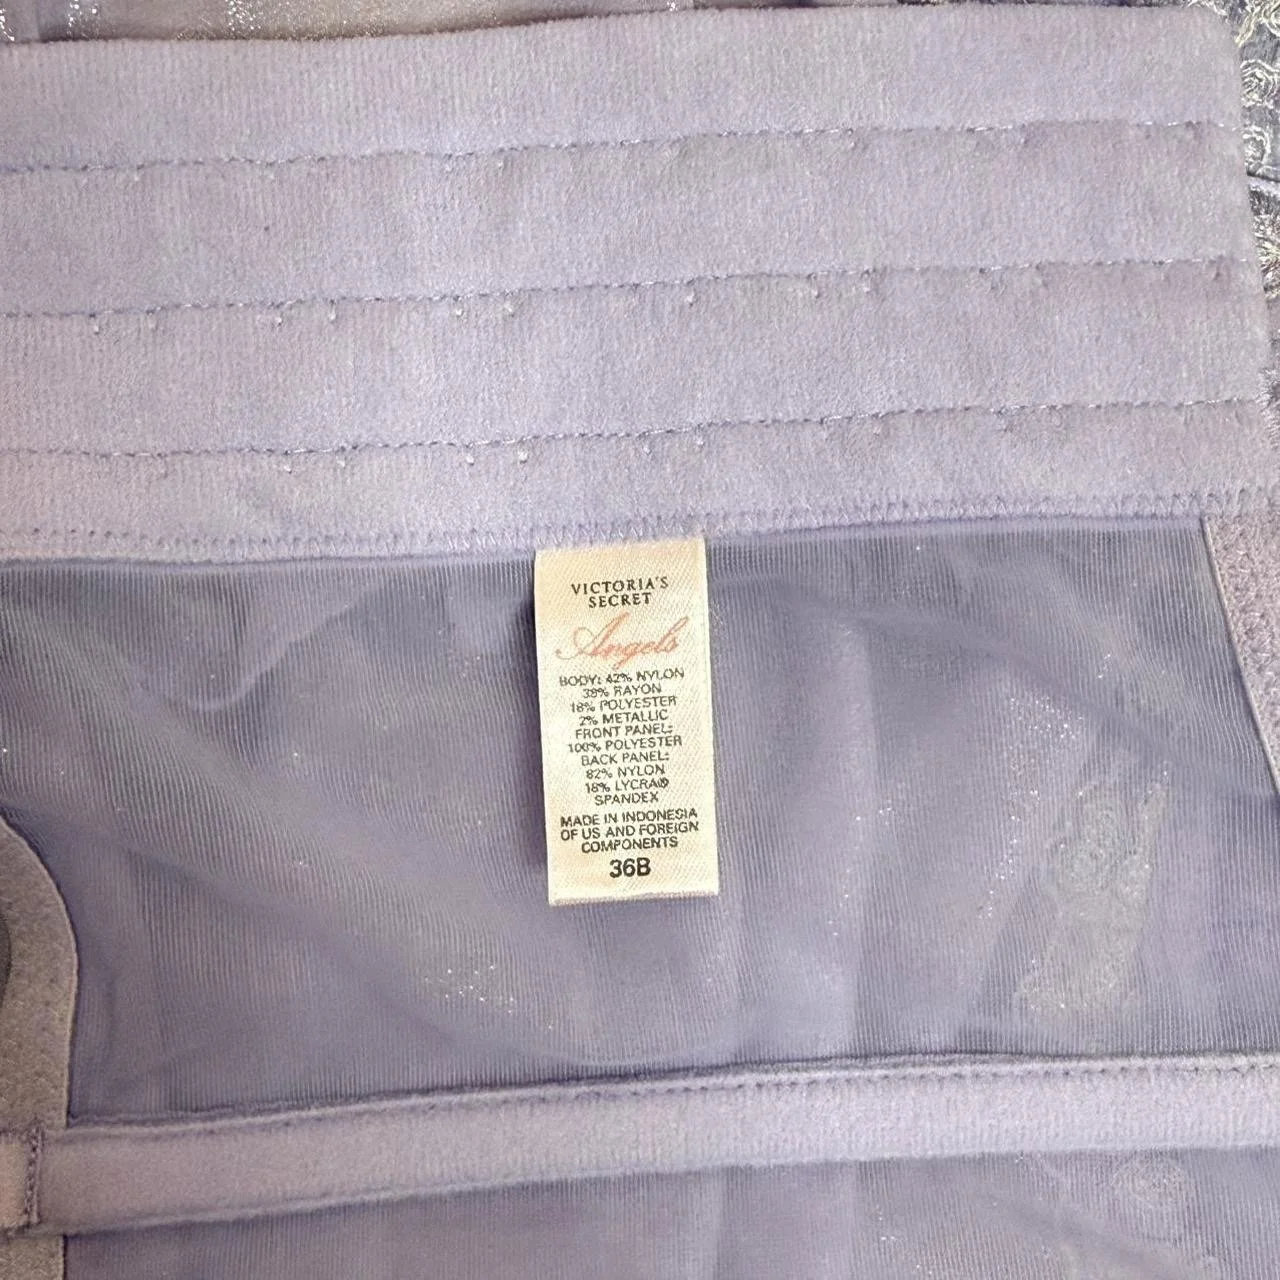 VICTORIA'S
SECRET
Angels
BODY: 42% NYLON
38% RAYON
18% POLYESTER
2% METALLIC
FRONT PANEL:
100% POLYESTER
BACK PANEL:
82% NYLON
18% LYCRA®
SPANDEX
MADE IN INDONESIA
OF US AND FOREIGN
COMPONENTS
36B